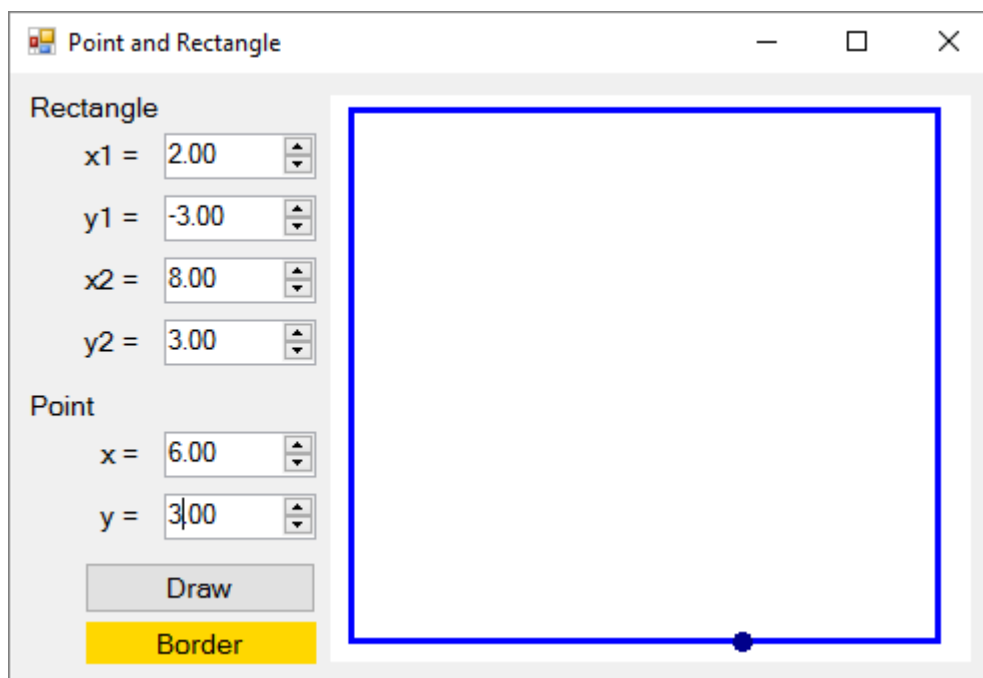 Point and Rectangle
Rectangle
x1 = 2.00
y1 = -3.00
x2 = 8.00
y2 = 3.00
Point
x = 6.00
y = 3.00
Draw
Border